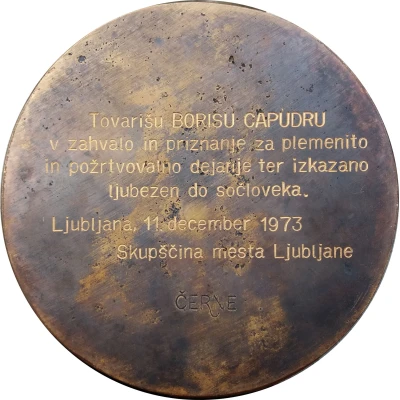 Tovarišu BORISU CAPUDRU
v zahvalo in priznanje za plemenito
in požrtvovalno dejanje ter izkazano
ljubezen do sočloveka.
Ljubljana, 11. december 1973
Skupščina mesta Ljubljane
ČERNE